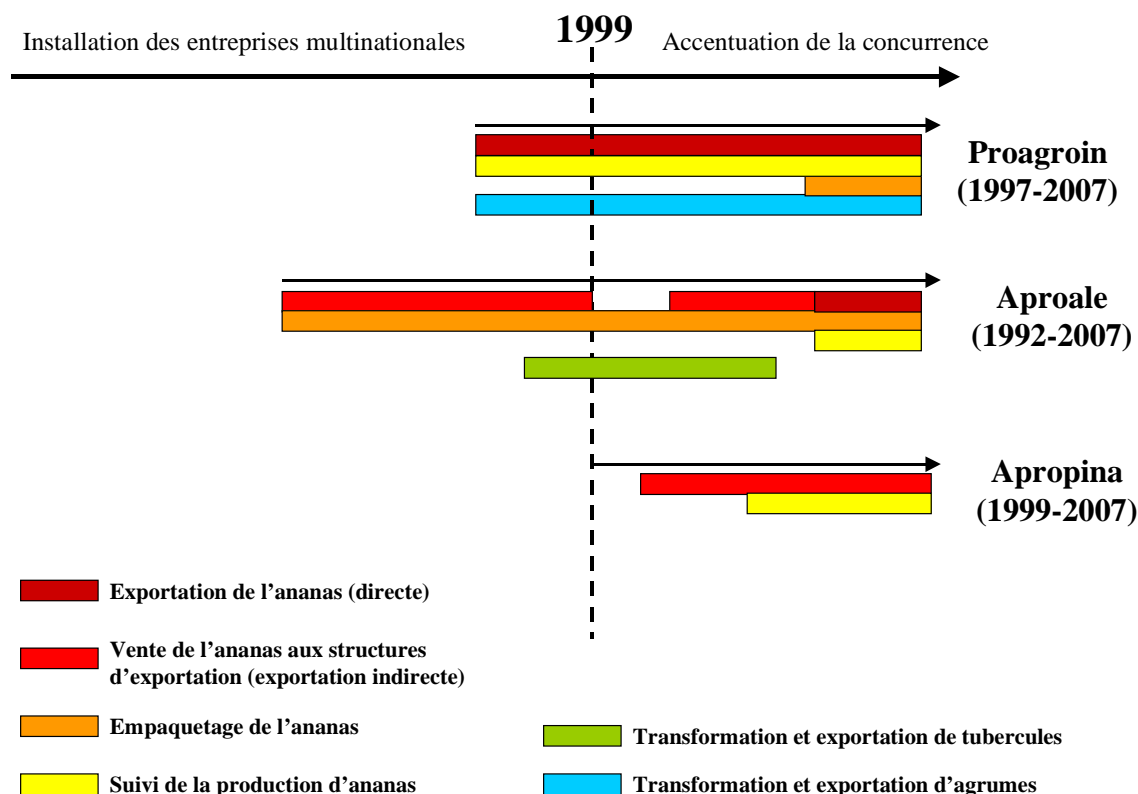 Installation des entreprises multinationales
1999
Accentuation de la concurrence
Proagroin
(1997-2007)
Aproale
(1992-2007)
Apropina
(1999-2007)
Exportation de l’ananas (directe)
Vente de l’ananas aux structures
d’exportation (exportation indirecte)
Empaquetage de l’ananas
Suivi de la production d’ananas
Transformation et exportation de tubercules
Transformation et exportation d’agrumes